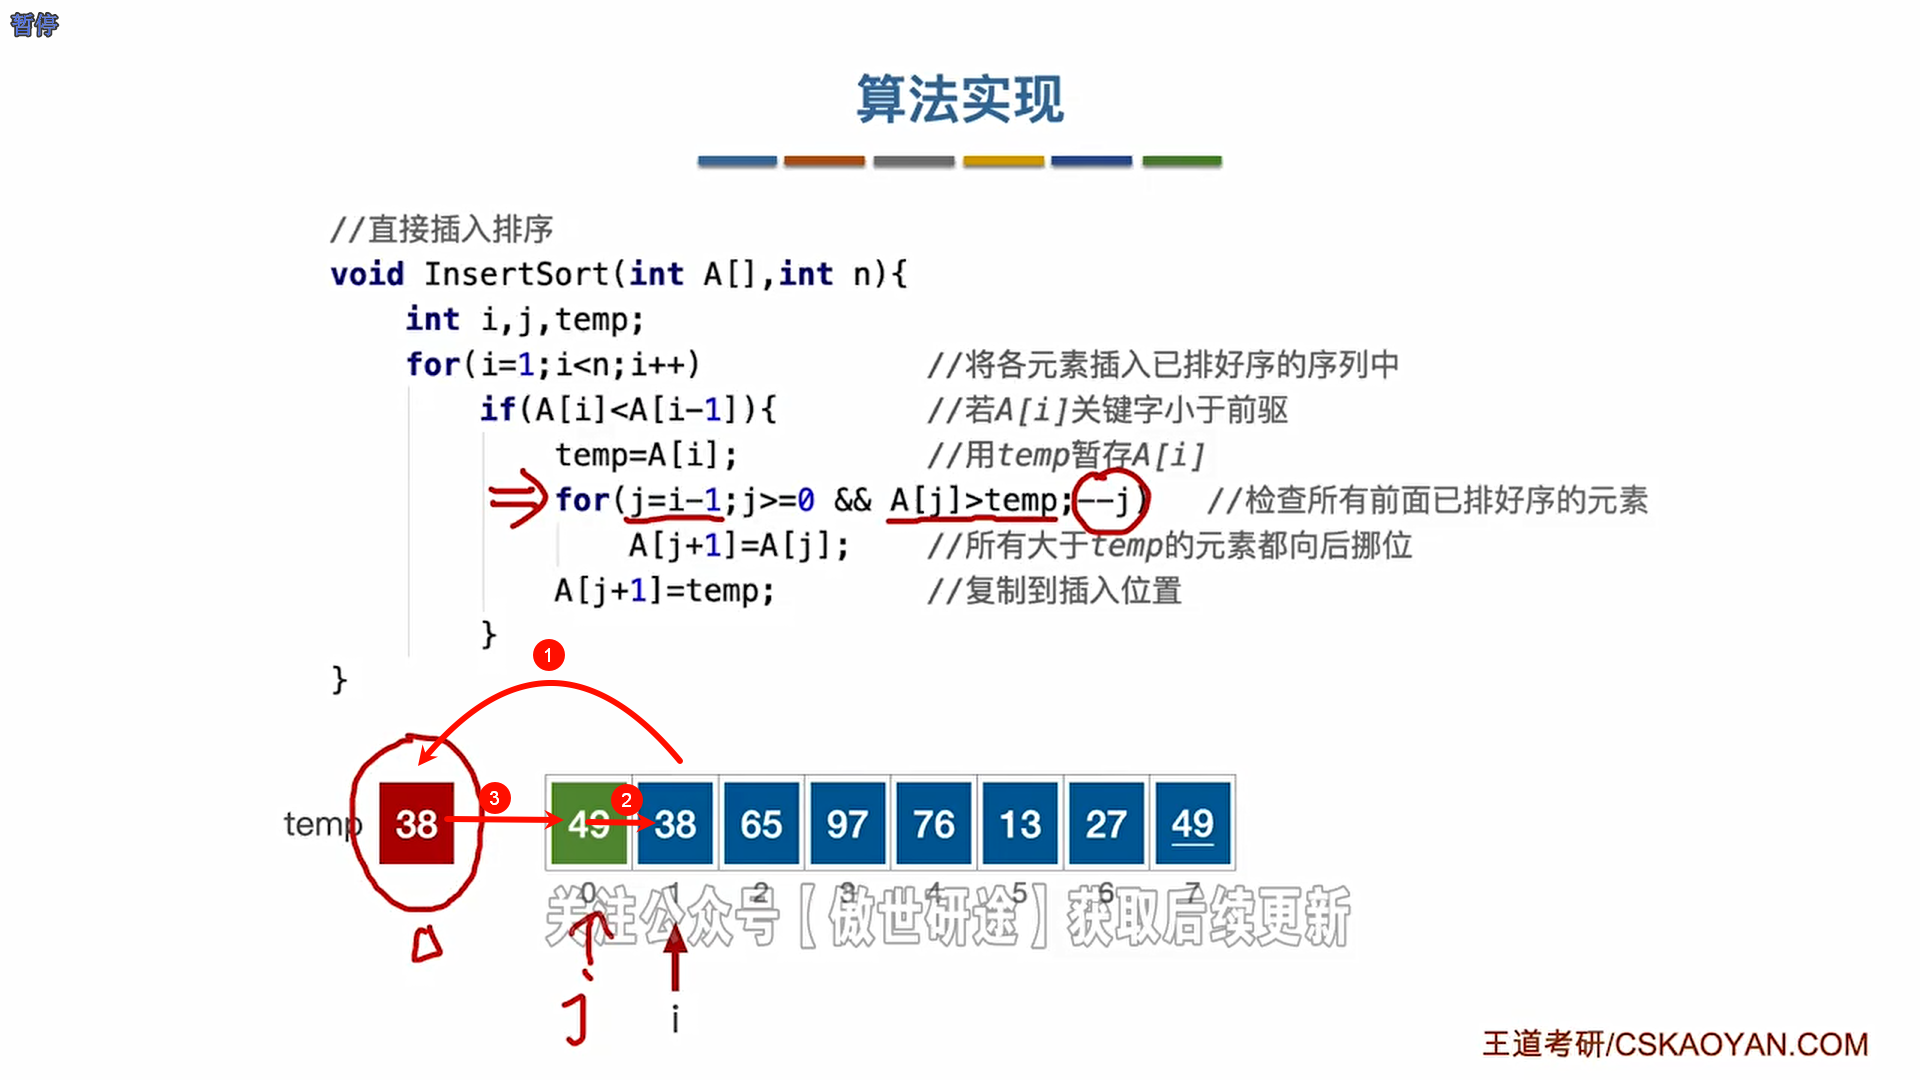 暂停
算法实现
//直接插入排序
void InsertSort(int A[],int n){
int i,j,temp;
for(i=1;i<n;i++) //将各元素插入已排好序的序列中
if(A[i]<A[i-1]){ //若A[i]关键字小于前驱
temp=A[i]; //用temp暂存A[i]
for(j=i-1;j>=0 && A[j]>temp;--j) //检查所有前面已排好序的元素
A[j+1]=A[j]; //所有大于temp的元素都向后挪位
A[j+1]=temp; //复制到插入位置
}
}
1
3 2
temp 38 49 38 65 97 76 13 27 49
0 1 2 3 4 5 6 7
关注公众号【傲世研途】获取后续更新
j i
王道考研/CSKAOYAN.COM